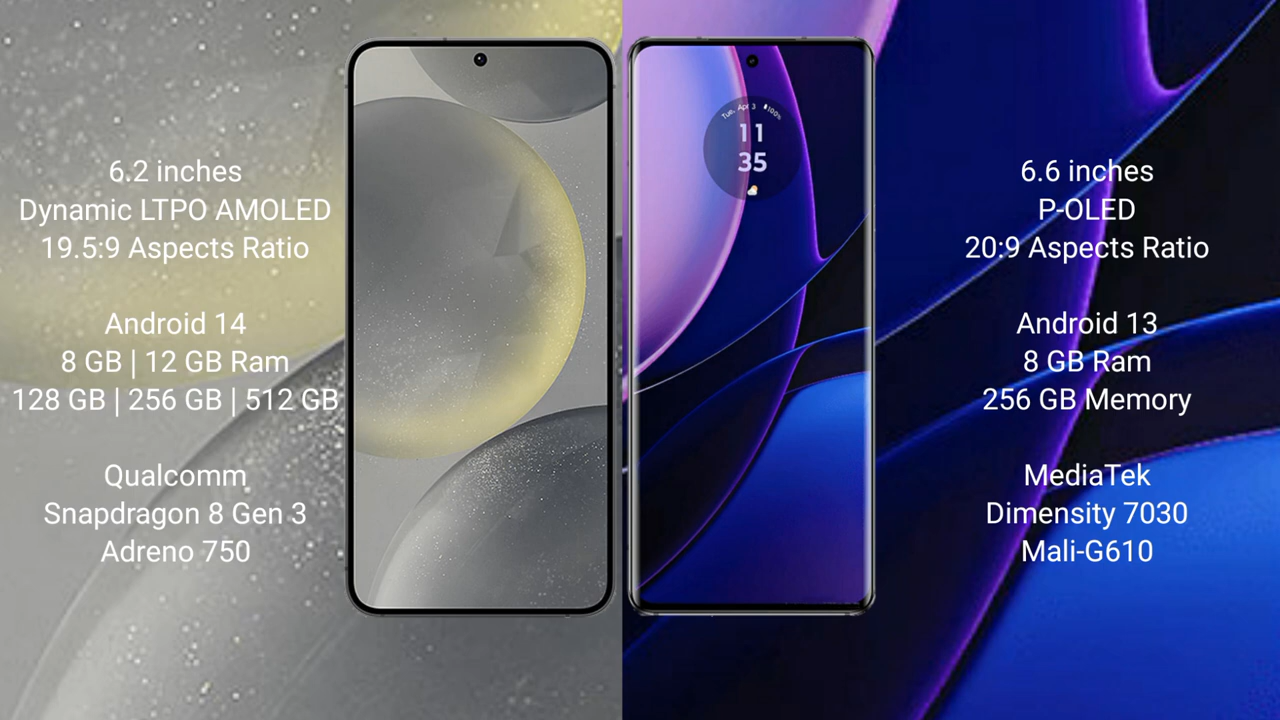 6.2 inches
Dynamic LTPO AMOLED
19.5:9 Aspects Ratio
Android 14
8 GB | 12 GB Ram
128 GB | 256 GB | 512 GB
Qualcomm
Snapdragon 8 Gen 3
Adreno 750
Tue, Apr 3 100%
11
35
6.6 inches
P-OLED
20:9 Aspects Ratio
Android 13
8 GB Ram
256 GB Memory
MediaTek
Dimensity 7030
Mali-G610